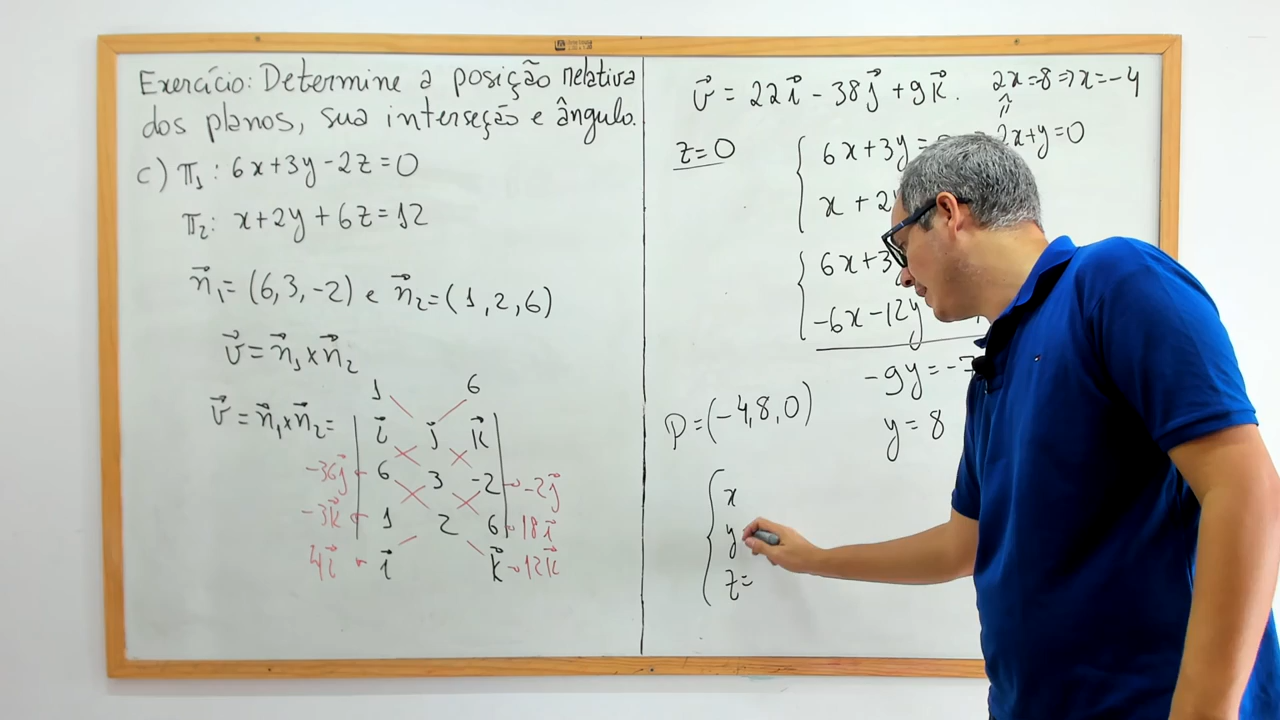 Exercício: Determine a posição relativa
dos planos, sua interseção e ângulo.
c) π₁: 6x+3y-2z=0
π₂: x+2y+6z=12
n⃗₁=(6,3,-2) e n⃗₂=(1,2,6)
v⃗=n⃗₁×n⃗₂
1 6
v⃗=n⃗₁×n⃗₂= i⃗ j⃗ k⃗
-36j⃗ 6 3 -2 -2j⃗
-3k⃗ 1 2 6 18i⃗
4i⃗ i⃗ k⃗ 12k⃗
v⃗=22i⃗-38j⃗+9k⃗.
2x=-8⇒x=-4
⇑
2x+y=0
z=0
6x+3y=
x+2y
6x+3
-6x-12y
-9y=-
y=8
P=(-4,8,0)
x
y
z=